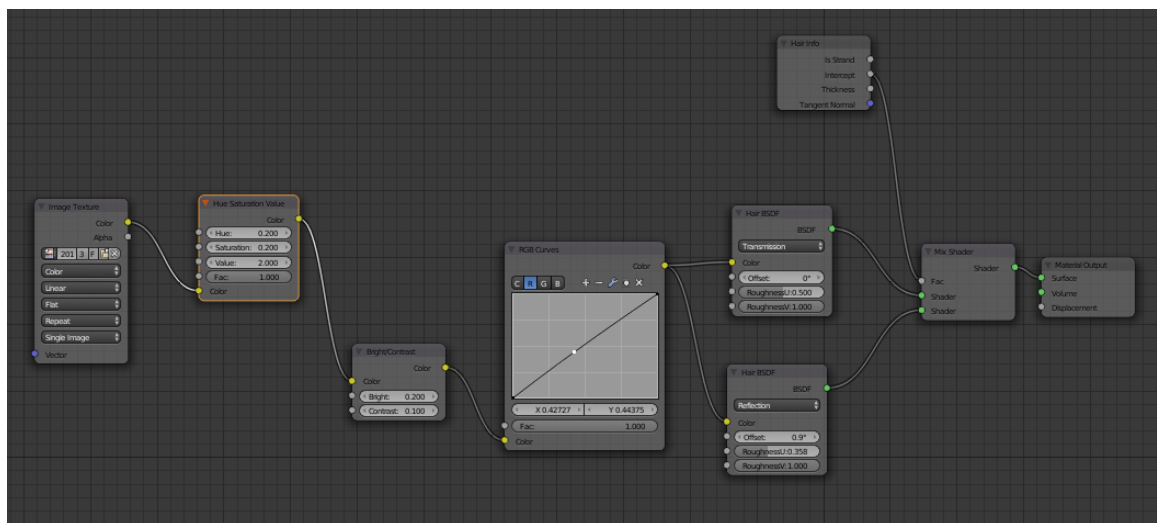 Hair Info
Is Strand
Intercept
Thickness
Tangent Normal
Image Texture
Color
Alpha
201 3 F
Color
Linear
Flat
Repeat
Single Image
Vector
Hue Saturation Value
Color
Hue: 0.200
Saturation: 0.200
Value: 2.000
Fac: 1.000
Color
Bright/Contrast
Color
Color
Bright: 0.200
Contrast: 0.100
RGB Curves
Color
C R G B
X 0.42727 Y 0.44375
Fac: 1.000
Color
Hair BSDF
BSDF
Transmission
Color
Offset: 0°
RoughnessU:0.500
RoughnessV: 1.000
Hair BSDF
BSDF
Reflection
Color
Offset: 0.9°
RoughnessU:0.358
RoughnessV: 1.000
Mix Shader
Shader
Fac
Shader
Shader
Material Output
Surface
Volume
Displacement